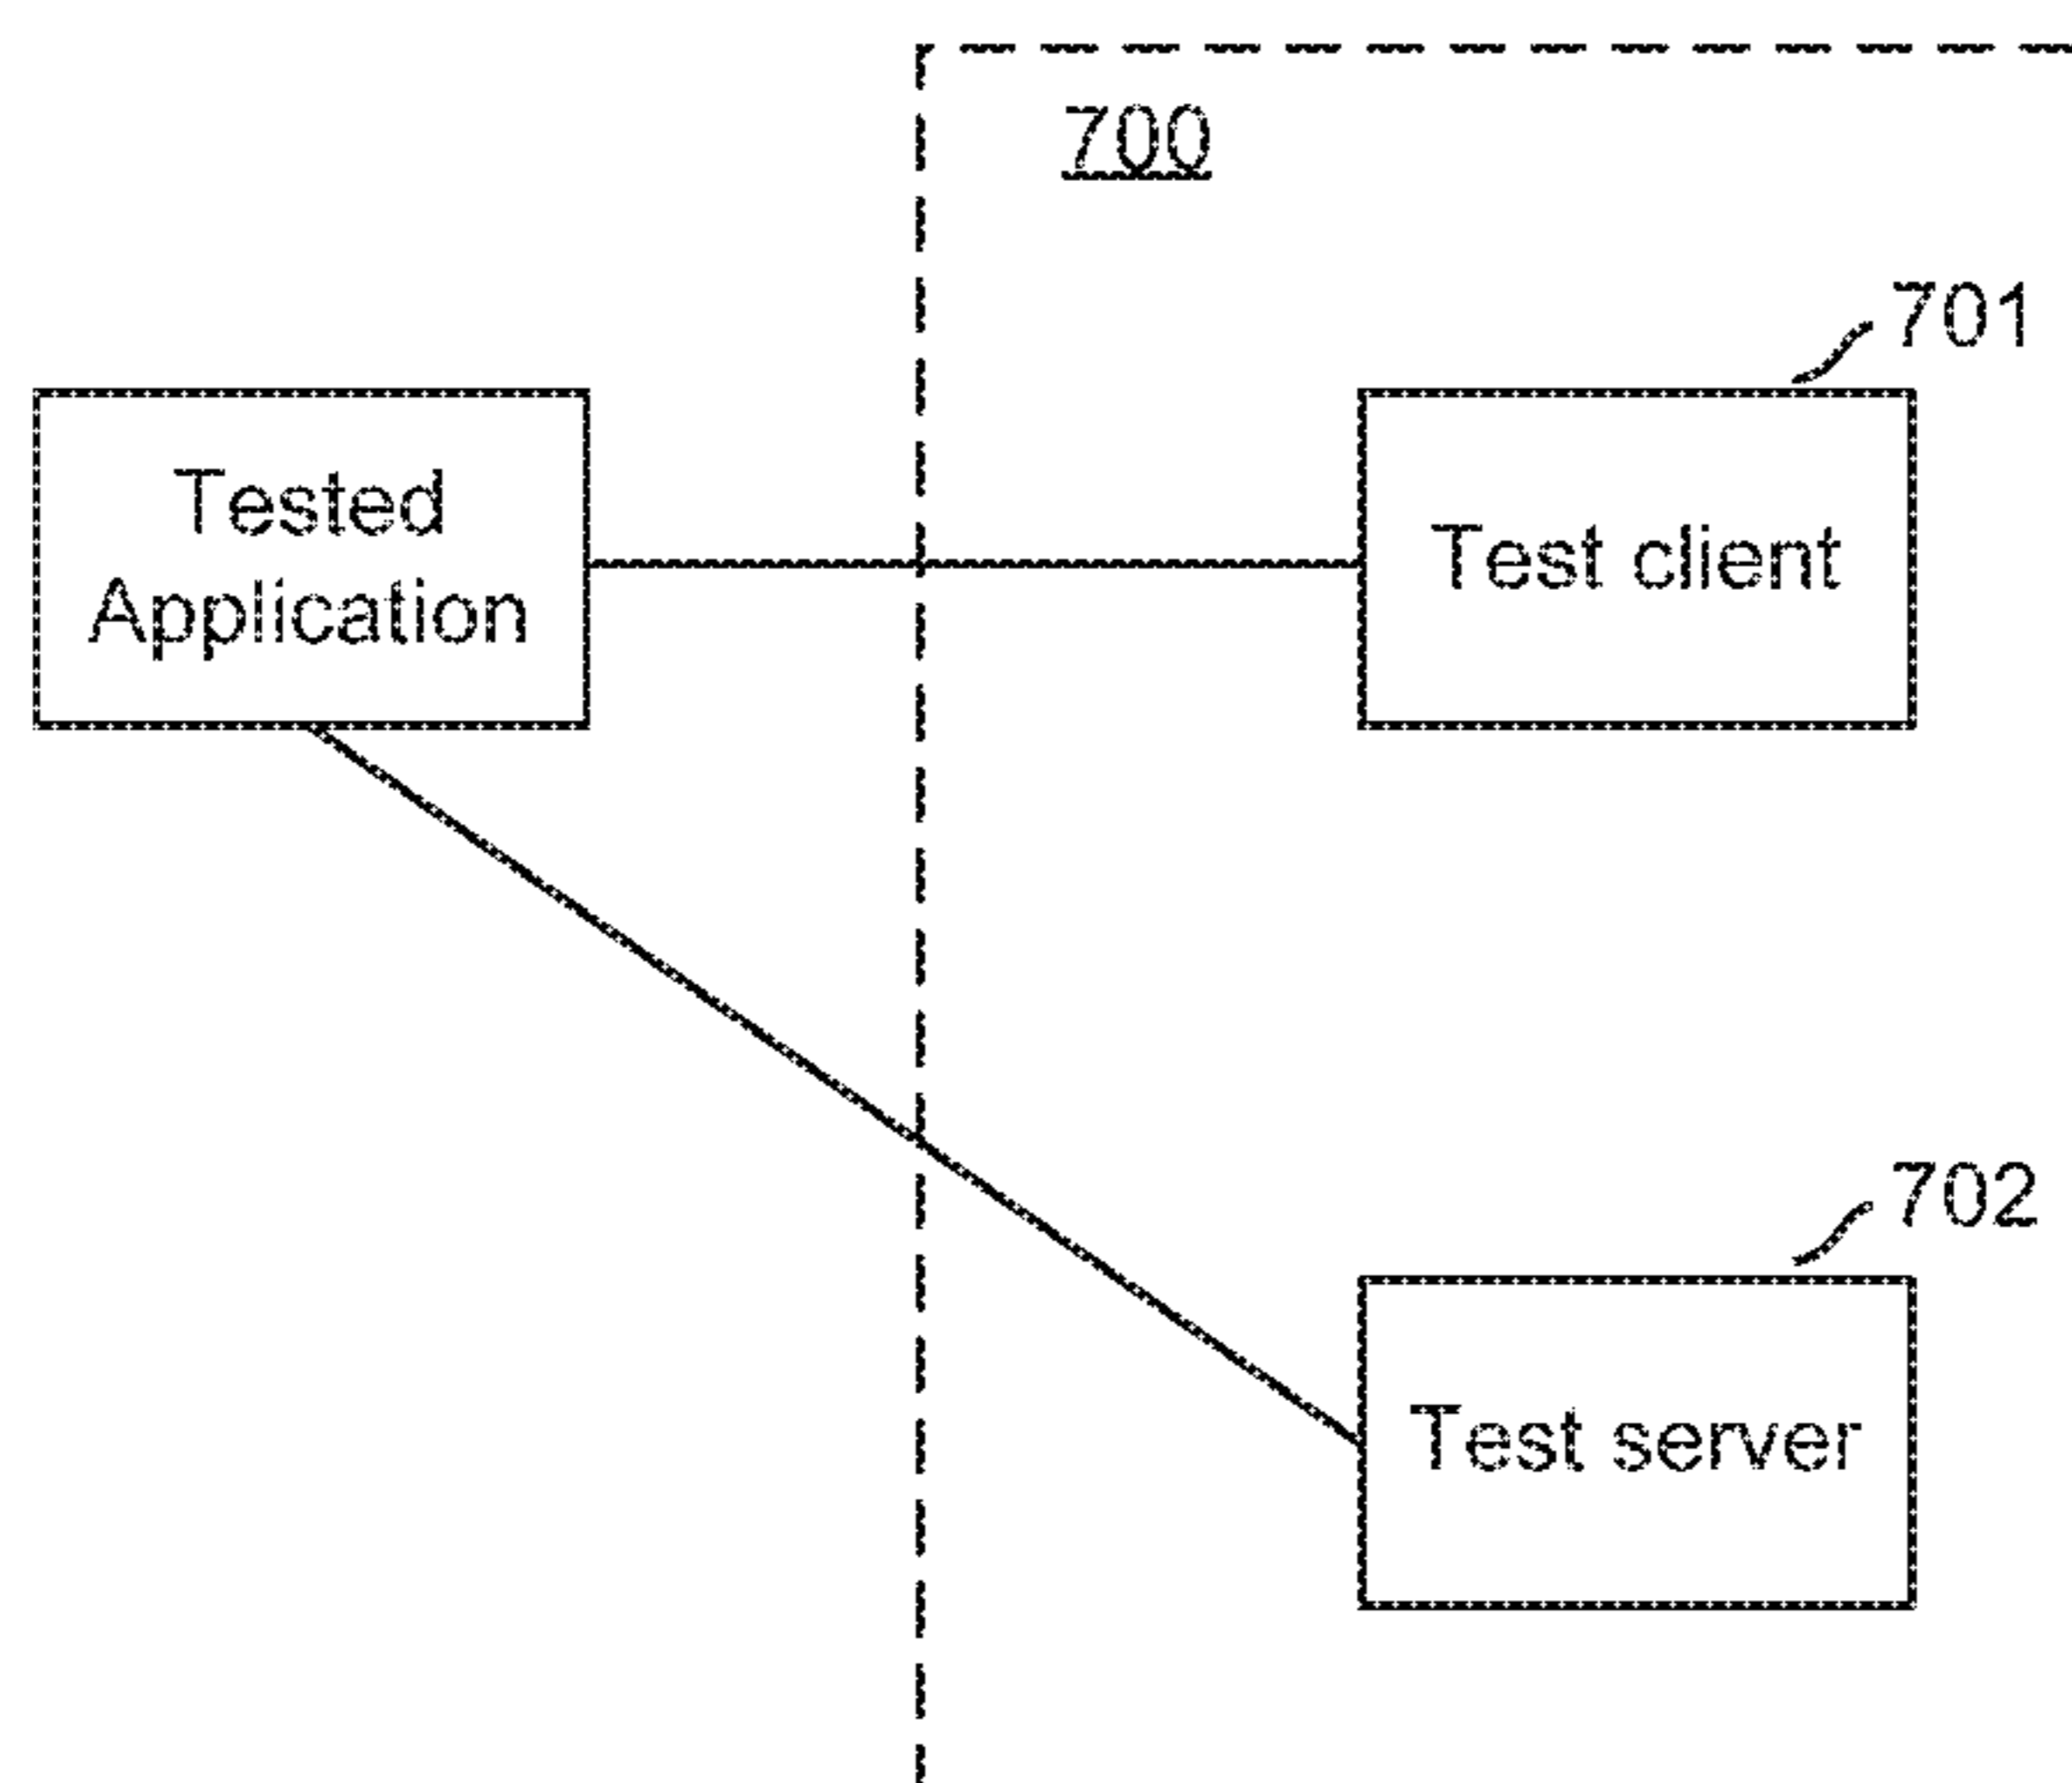 700
701
Tested
Application
Test client
702
Test server